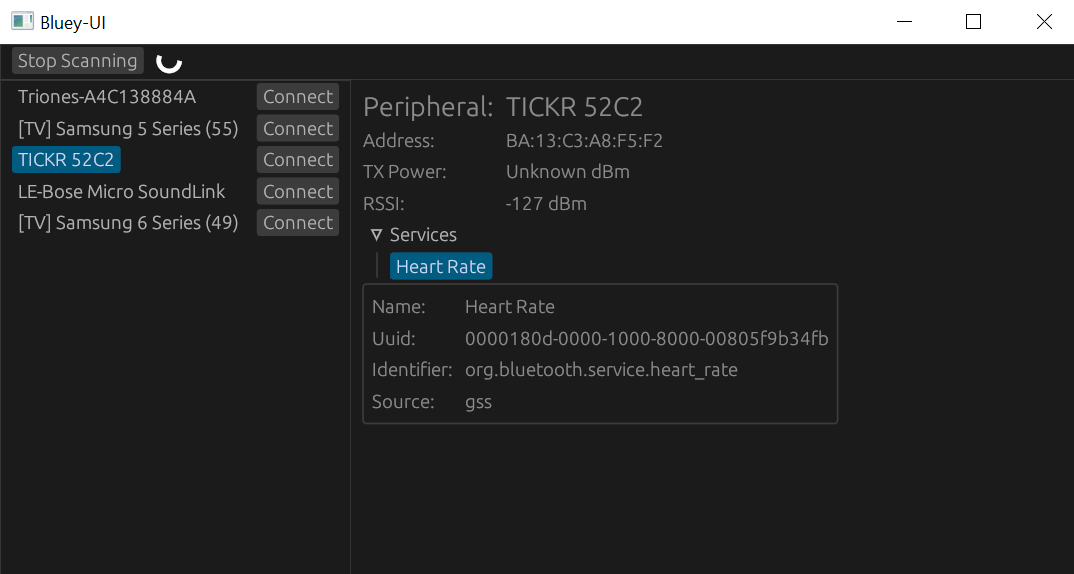 Bluey-UI
Stop Scanning
Triones-A4C138884A Connect
[TV] Samsung 5 Series (55) Connect
TICKR 52C2 Connect
LE-Bose Micro SoundLink Connect
[TV] Samsung 6 Series (49) Connect
Peripheral: TICKR 52C2
Address: BA:13:C3:A8:F5:F2
TX Power: Unknown dBm
RSSI: -127 dBm
Services
Heart Rate
Name: Heart Rate
Uuid: 0000180d-0000-1000-8000-00805f9b34fb
Identifier: org.bluetooth.service.heart_rate
Source: gss